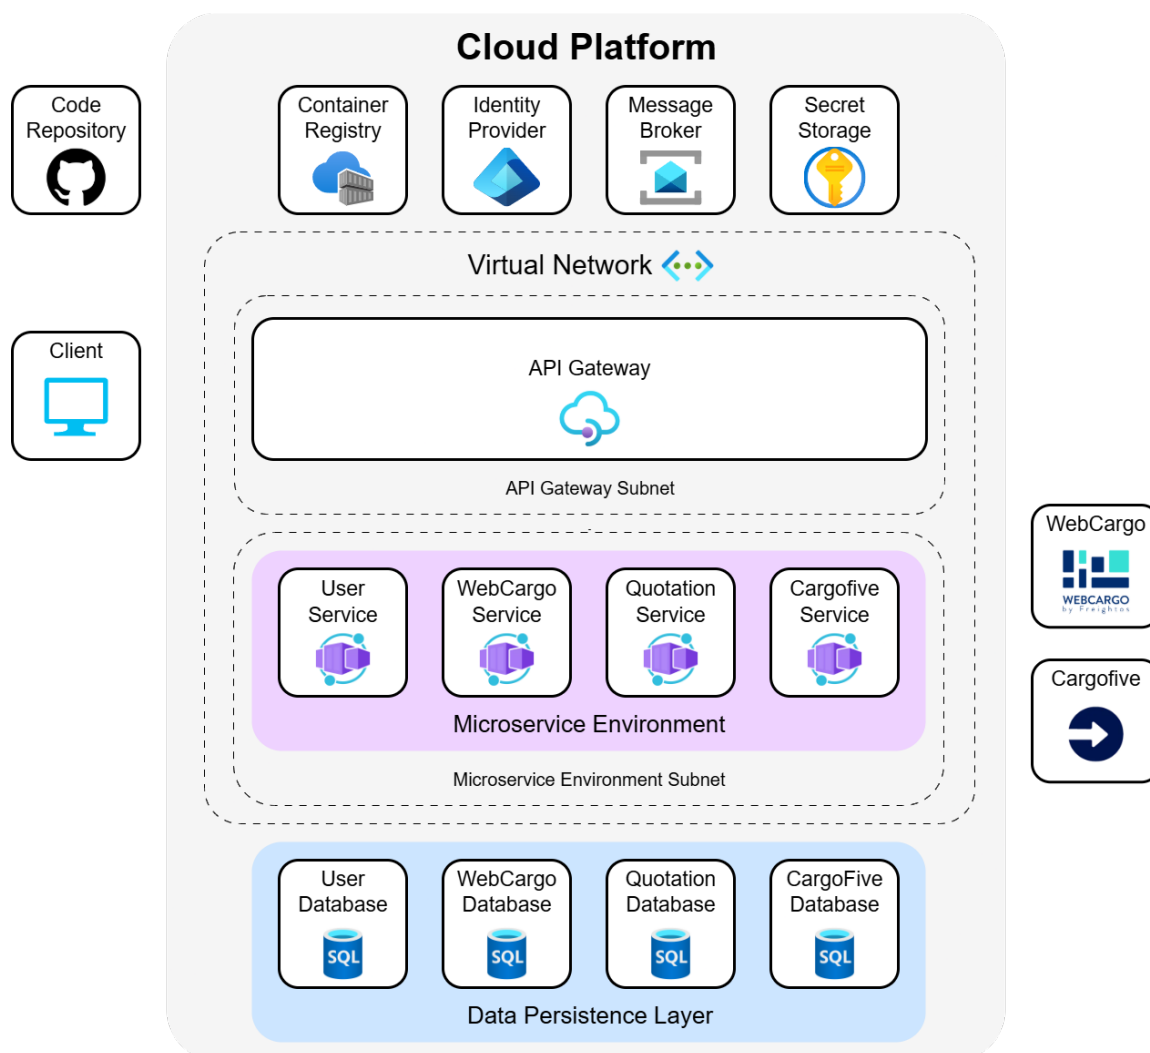 Cloud Platform
Code
Repository
Container
Registry
Identity
Provider
Message
Broker
Secret
Storage
Virtual Network
Client
API Gateway
API Gateway Subnet
WebCargo
WEBCARGO
by Freightos
User
Service
WebCargo
Service
Quotation
Service
Cargofive
Service
Microservice Environment
Cargofive
Microservice Environment Subnet
User
Database
SQL
WebCargo
Database
SQL
Quotation
Database
SQL
CargoFive
Database
SQL
Data Persistence Layer